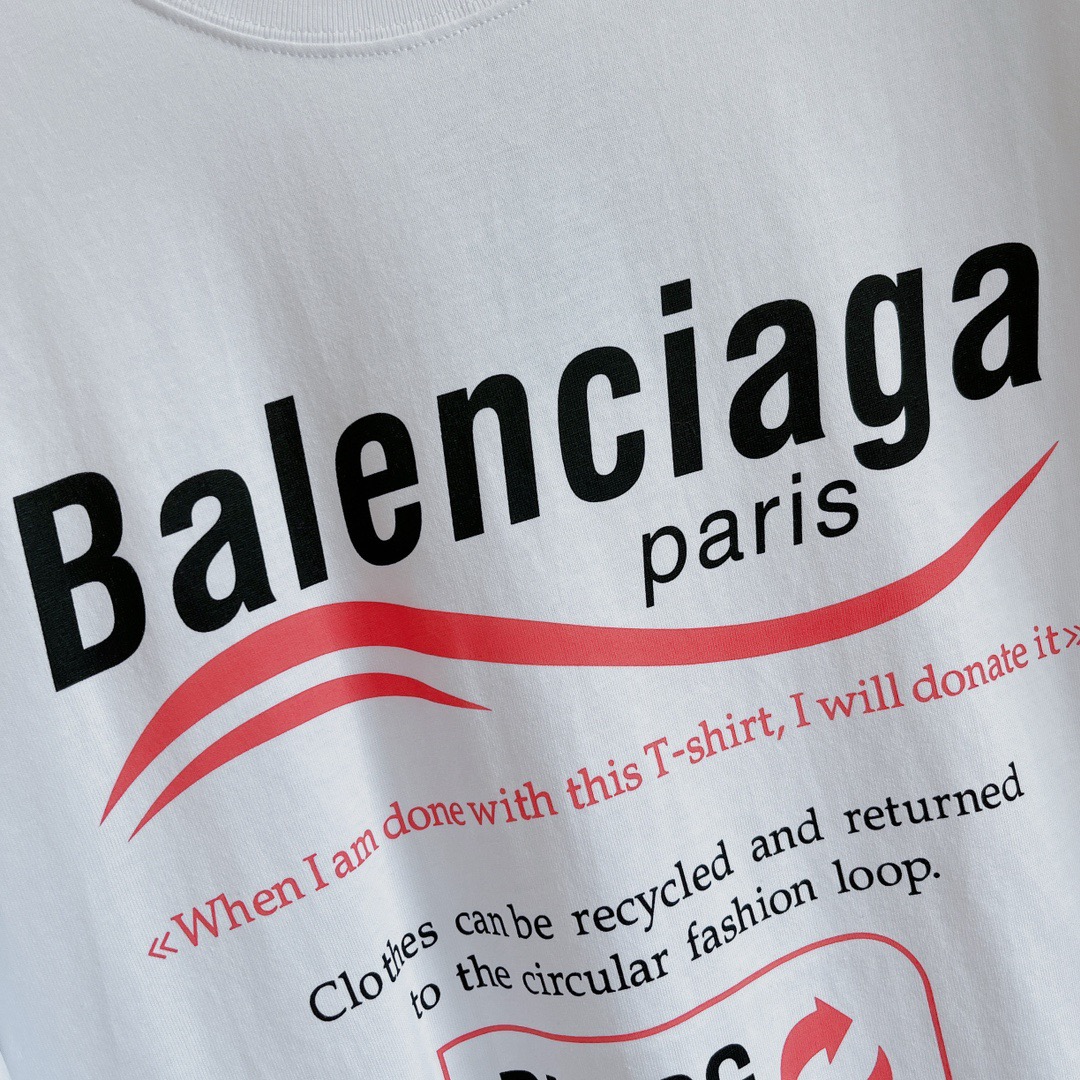 Balenciaga
paris
«When I am done with this T-shirt, I will donate it»
Clothes can be recycled and returned
to the circular fashion loop.